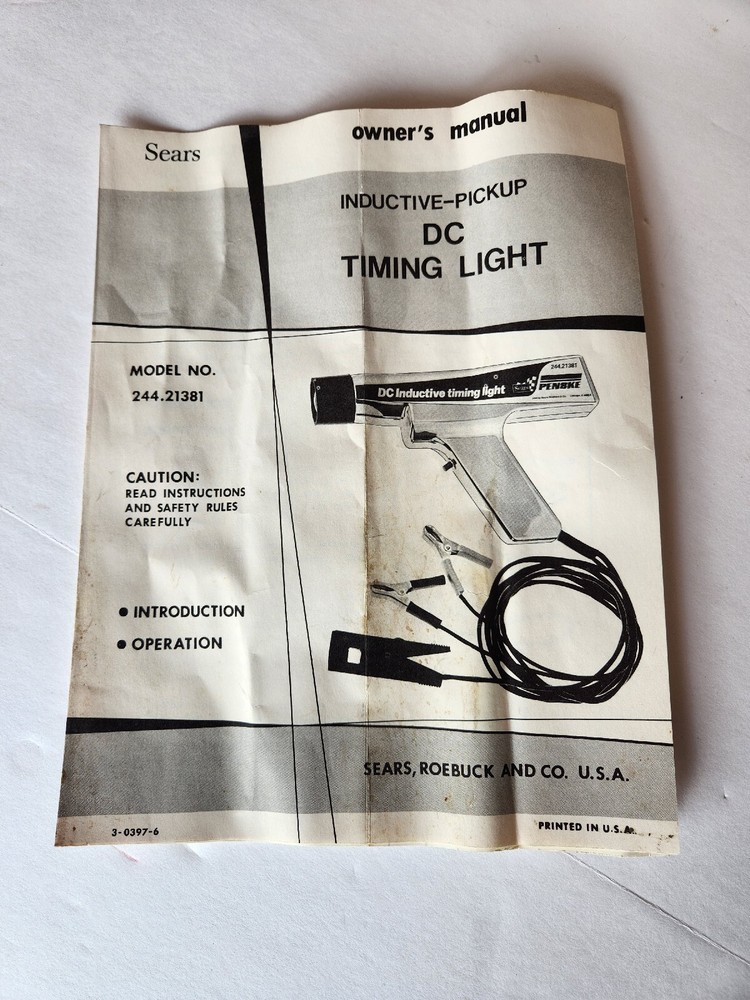 Sears
owner's manual
INDUCTIVE-PICKUP
DC
TIMING LIGHT
MODEL NO.
244.21381
CAUTION:
READ INSTRUCTIONS
AND SAFETY RULES
CAREFULLY
• INTRODUCTION
• OPERATION
244.21381
DC Inductive timing light
PENSKE
SEARS, ROEBUCK AND CO. U.S.A.
3-0397-6
PRINTED IN U.S.A.